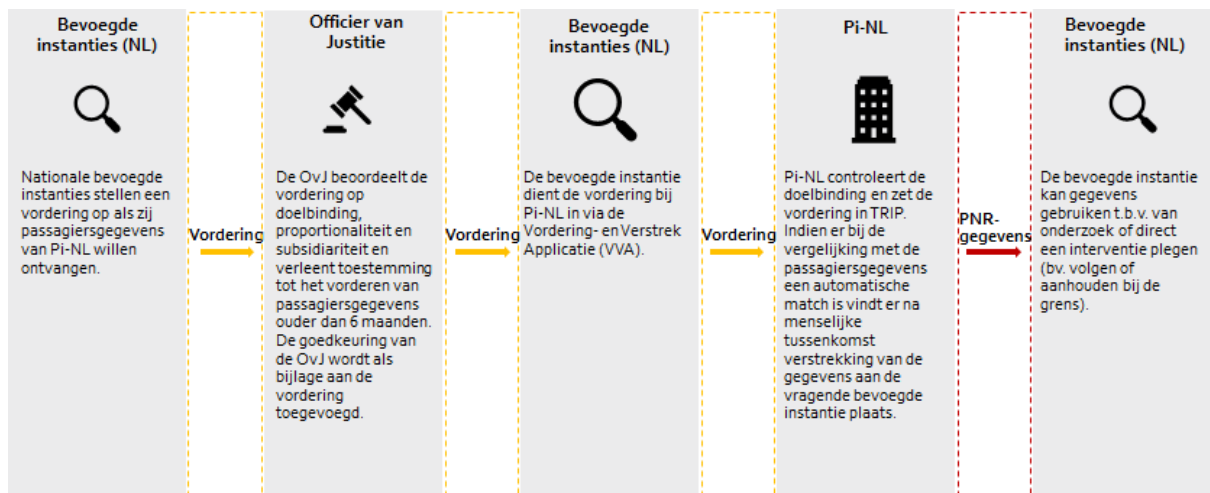 Bevoegde
instanties (NL)
Nationale bevoegde
instanties stellen een
vordering op als zij
passagiersgegevens
van Pi-NL willen
ontvangen.
Vordering
Officier van
Justitie
De OvJ beoordeelt de
vordering op
doelbinding,
proportionaliteit en
subsidiariteit en
verleent toestemming
tot het vorderen van
passagiersgegevens
ouder dan 6 maanden.
De goedkeuring van
de OvJ wordt als
bijlage aan de
vordering
toegevoegd.
Vordering
Bevoegde
instanties (NL)
De bevoegde instantie
dient de vordering bij
Pi-NL in via de
Vordering- en Verstrek
Applicatie (VVA).
Vordering
Pi-NL
Pi-NL controleert de
doelbinding en zet de
vordering in TRIP.
Indien er bij de
vergelijking met de
passagiersgegevens
een automatische
match is vindt er na
menselijke
tussenkomst
verstrekking van de
gegevens aan de
vragende bevoegde
instantie plaats.
PNR-
gegevens
Bevoegde
instanties (NL)
De bevoegde instantie
kan gegevens
gebruiken t.b.v. van
onderzoek of direct
een interventie plegen
(bv. volgen of
aanhouden bij de
grens).